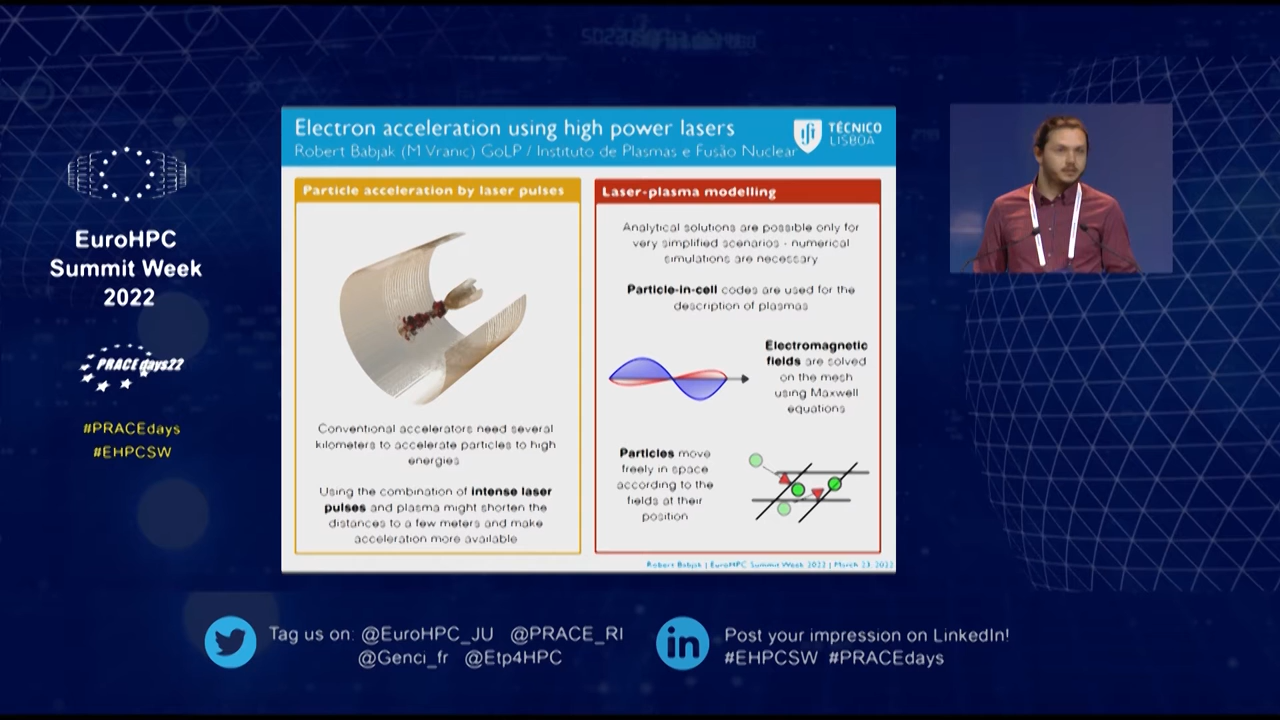 EuroHPC
Summit Week
2022
PRACEdays22
#PRACEdays
#EHPCSW
Electron acceleration using high power lasers
Robert Babjak (M Vranic) GoLP / Instituto de Plasmas e Fusão Nuclear
TÉCNICO
LISBOA
Particle acceleration by laser pulses
Conventional accelerators need several
kilometers to accelerate particles to high
energies
Using the combination of intense laser
pulses and plasma might shorten the
distances to a few meters and make
acceleration more available
Laser-plasma modelling
Analytical solutions are possible only for
very simplified scenarios - numerical
simulations are necessary
Particle-in-cell codes are used for the
description of plasmas
Electromagnetic
fields are solved
on the mesh
using Maxwell
equations
Particles move
freely in space
according to the
fields at their
position
Robert Babjak | EuroHPC Summit Week 2022 | March 23, 2022
Tag us on: @EuroHPC_JU @PRACE_RI
@Genci_fr @Etp4HPC
in
Post your impression on LinkedIn!
#EHPCSW #PRACEdays